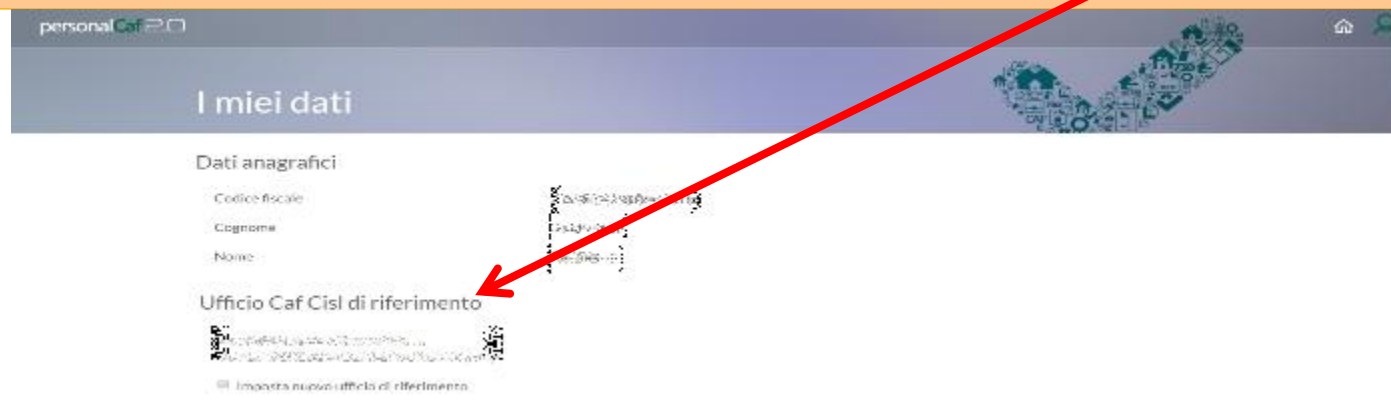 personalCaf 2.0
I miei dati
Dati anagrafici
Codice fiscale
Cognome
Nome
Ufficio Caf Cisl di riferimento
Imposta nuovo ufficio di riferimento